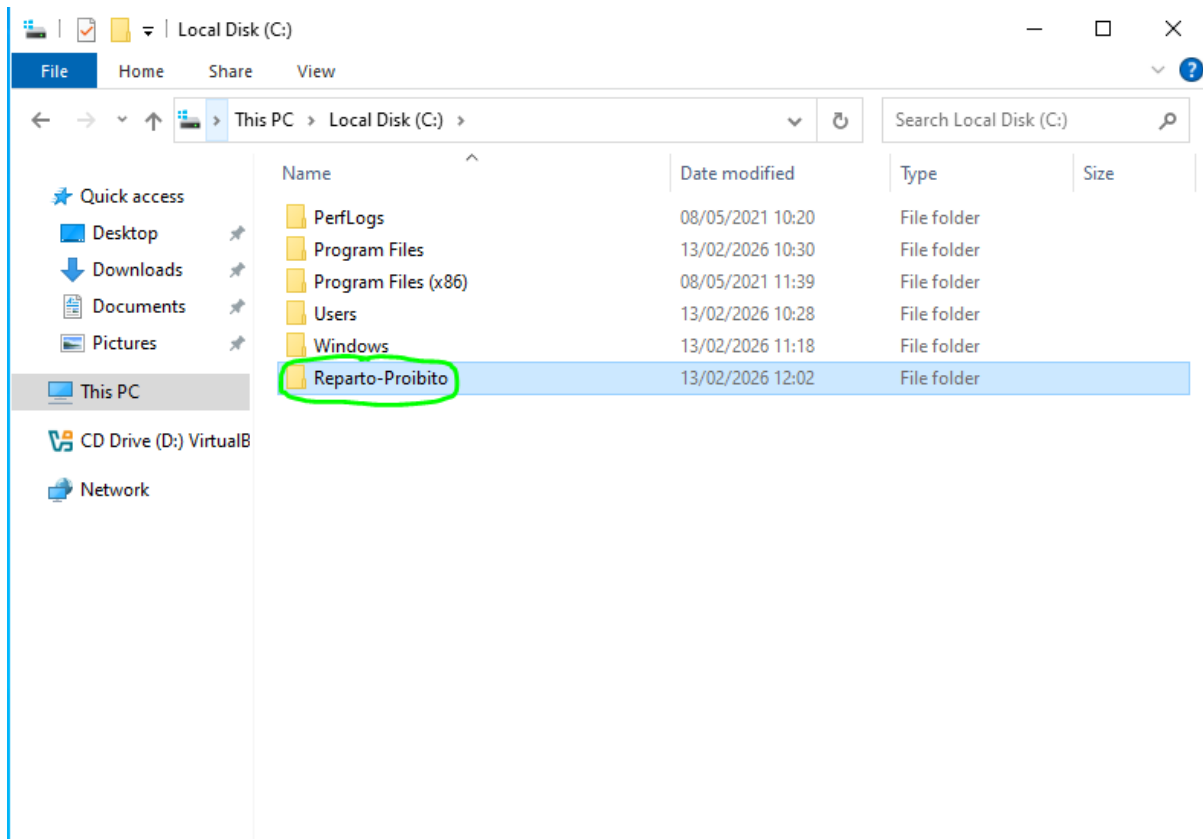 Local Disk (C:)
File Home Share View
This PC > Local Disk (C:) >
Search Local Disk (C:)
Name Date modified Type Size
Quick access
Desktop
Downloads
Documents
Pictures
This PC
CD Drive (D:) VirtualB
Network
PerfLogs 08/05/2021 10:20 File folder
Program Files 13/02/2026 10:30 File folder
Program Files (x86) 08/05/2021 11:39 File folder
Users 13/02/2026 10:28 File folder
Windows 13/02/2026 11:18 File folder
Reparto-Proibito 13/02/2026 12:02 File folder